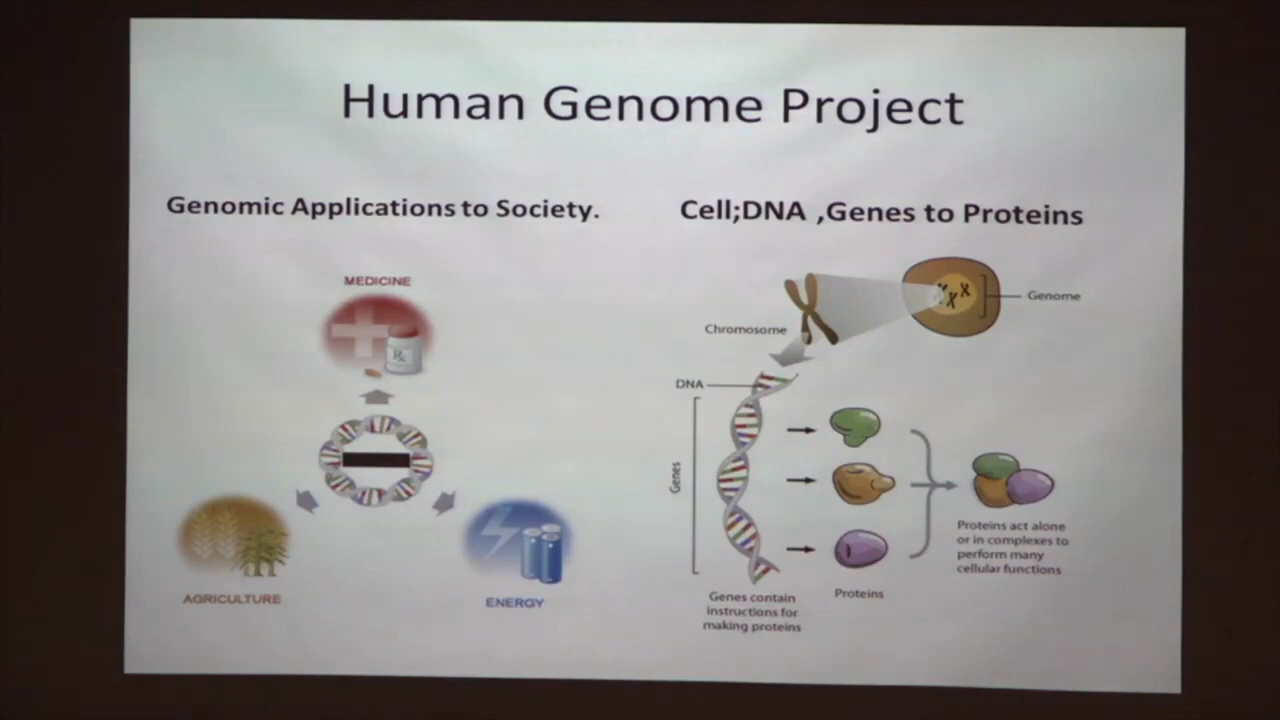 Human Genome Project
Genomic Applications to Society.
MEDICINE
Rx
AGRICULTURE
ENERGY
Cell;DNA ,Genes to Proteins
Genome
Chromosome
DNA
Genes
Genes contain
instructions for
making proteins
Proteins
Proteins act alone
or in complexes to
perform many
cellular functions